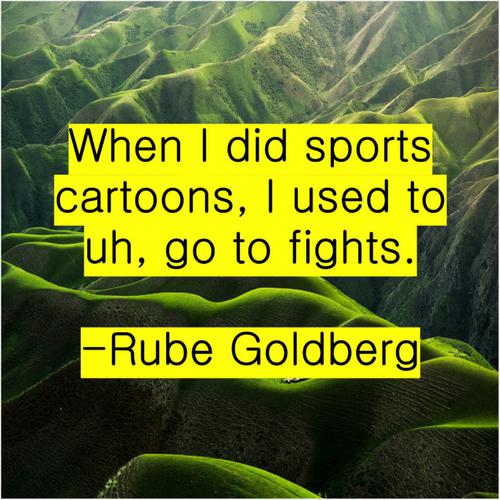 When I did sports
cartoons, I used to
uh, go to fights.
-Rube Goldberg